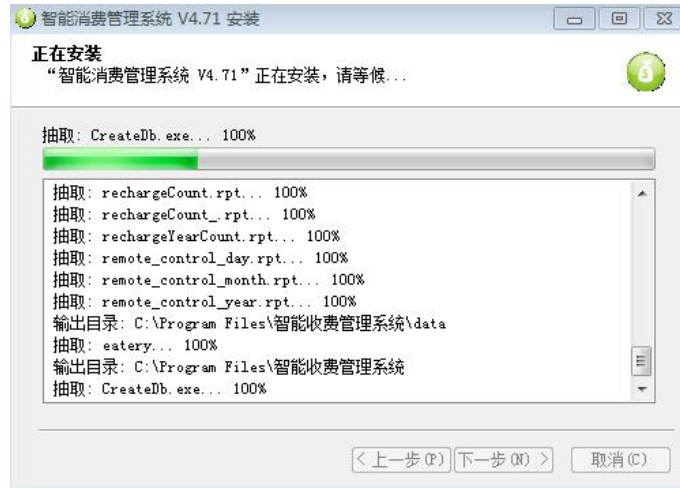 智能消费管理系统 V4.71 安装
正在安装
“智能消费管理系统 V4.71”正在安装，请等候...
抽取: CreateDb.exe... 100%
抽取: rechargeCount.rpt... 100%
抽取: rechargeCount_.rpt... 100%
抽取: rechargeYearCount.rpt... 100%
抽取: remote_control_day.rpt... 100%
抽取: remote_control_month.rpt... 100%
抽取: remote_control_year.rpt... 100%
输出目录: C:\Program Files\智能收费管理系统\data
抽取: eatery... 100%
输出目录: C:\Program Files\智能收费管理系统
抽取: CreateDb.exe... 100%
< 上一步(P) 下一步(N) > 取消(C)